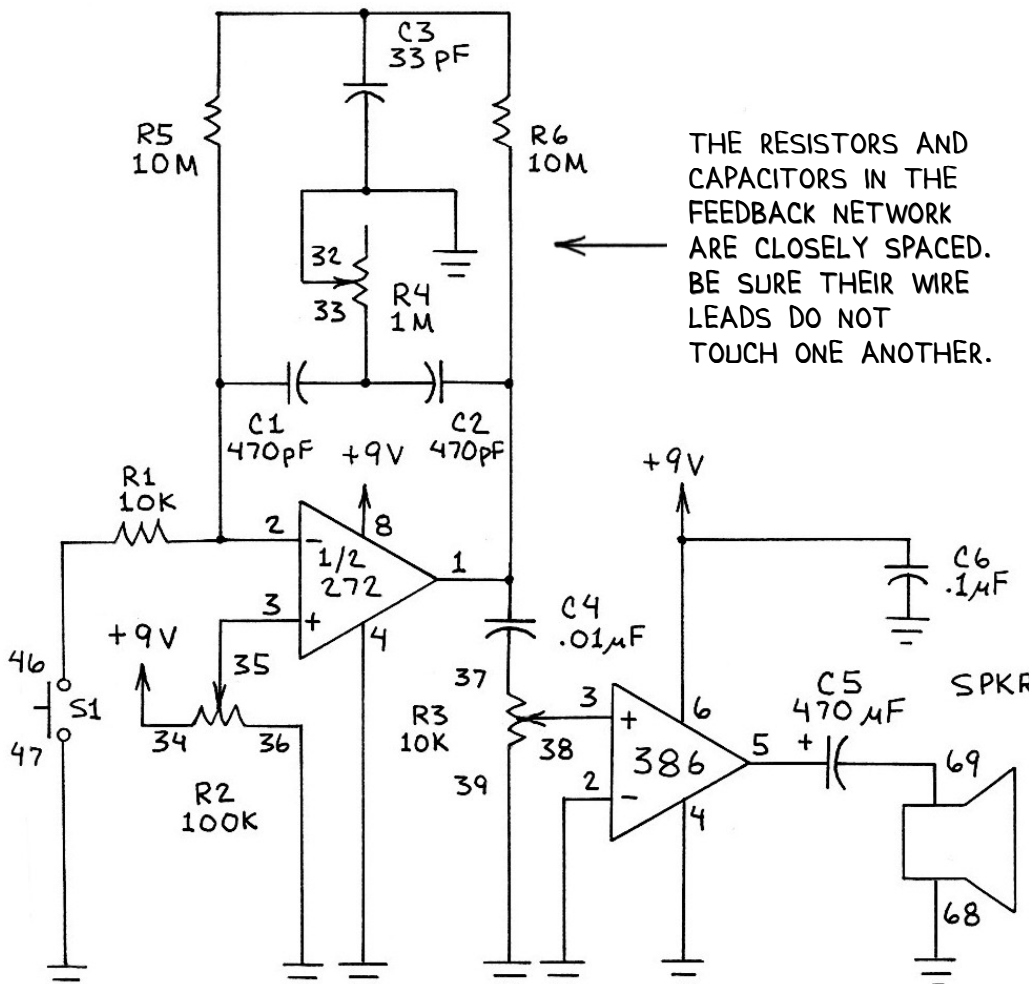 C3
33 pF
R5
10M
R6
10M
THE RESISTORS AND
CAPACITORS IN THE
FEEDBACK NETWORK
ARE CLOSELY SPACED.
BE SURE THEIR WIRE
LEADS DO NOT
TOUCH ONE ANOTHER.
32
33
R4
1M
C1
470pF
C2
470pF
+9V
+9V
R1
10K
2
-
8
1/2
272
1
3
+
4
C6
.1µF
C4
.01µF
+9V
35
46
S1
47
34
36
R2
100K
37
R3
10K
38
39
3
+
6
386
5
2
-
4
C5
470 µF
+
SPKR
69
68